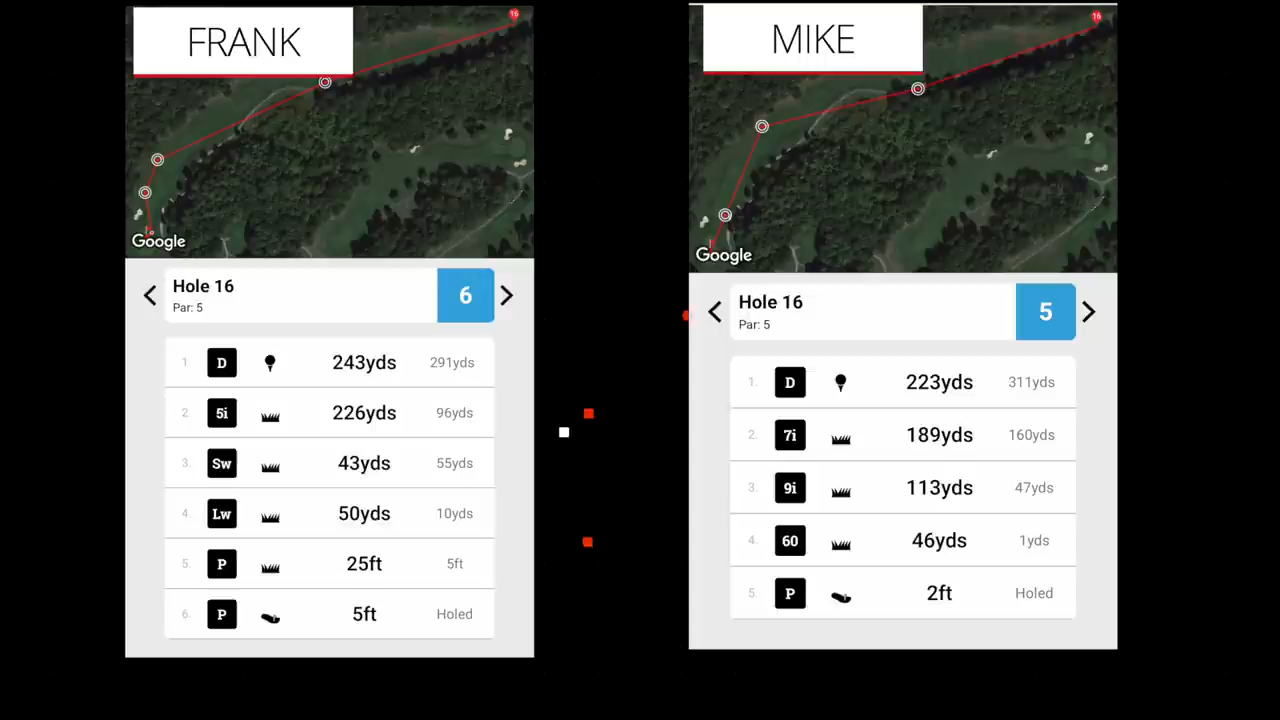 FRANK
16
Google
Hole 16
Par: 5
6
1. D 243yds 291yds
2. 5i 226yds 96yds
3. Sw 43yds 55yds
4. Lw 50yds 10yds
5. P 25ft 5ft
6. P 5ft Holed
MIKE
16
Google
Hole 16
Par: 5
5
1. D 223yds 311yds
2. 7i 189yds 160yds
3. 9i 113yds 47yds
4. 60 46yds 1yds
5. P 2ft Holed